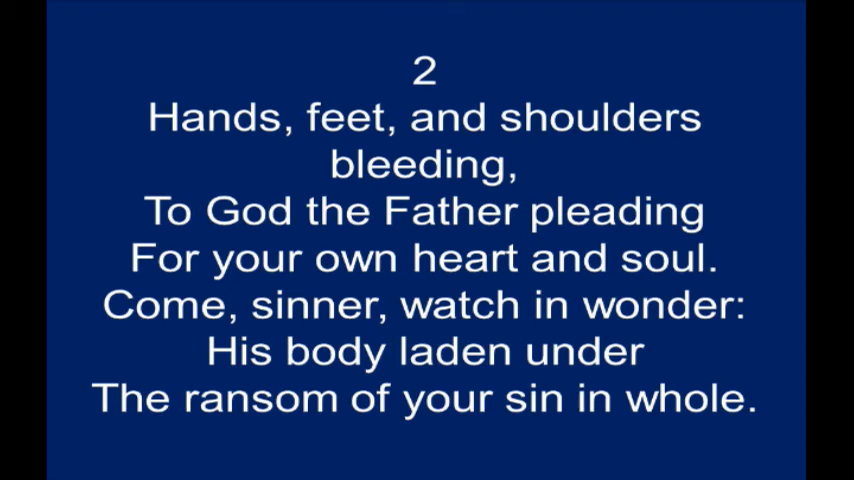 2
Hands, feet, and shoulders
bleeding,
To God the Father pleading
For your own heart and soul.
Come, sinner, watch in wonder:
His body laden under
The ransom of your sin in whole.